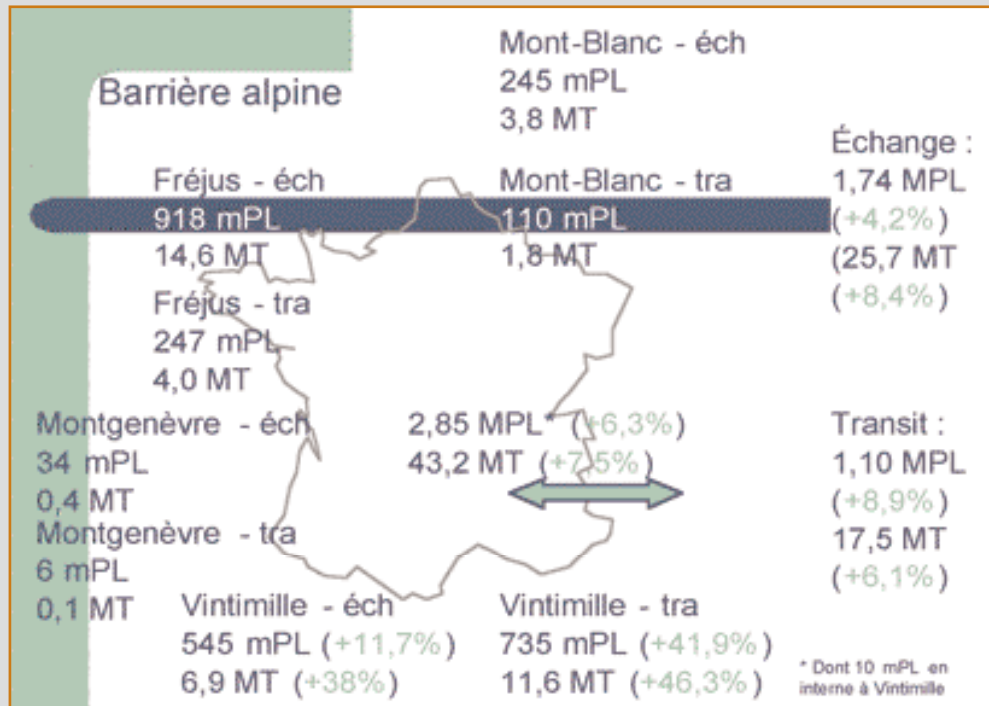 Barrière alpine
Mont-Blanc - éch
245 mPL
3,8 MT
Fréjus - éch
918 mPL
14,6 MT
Mont-Blanc - tra
110 mPL
1,8 MT
Échange :
1,74 MPL
(+4,2%)
(25,7 MT
(+8,4%)
Fréjus - tra
247 mPL
4,0 MT
Montgenèvre - éch
34 mPL
0,4 MT
2,85 MPL* (+6,3%)
43,2 MT (+7,5%)
Transit :
1,10 MPL
(+8,9%)
17,5 MT
(+6,1%)
Montgenèvre - tra
6 mPL
0,1 MT
Vintimille - éch
545 mPL (+11,7%)
6,9 MT (+38%)
Vintimille - tra
735 mPL (+41,9%)
11,6 MT (+46,3%)
* Dont 10 mPL en
interne à Vintimille